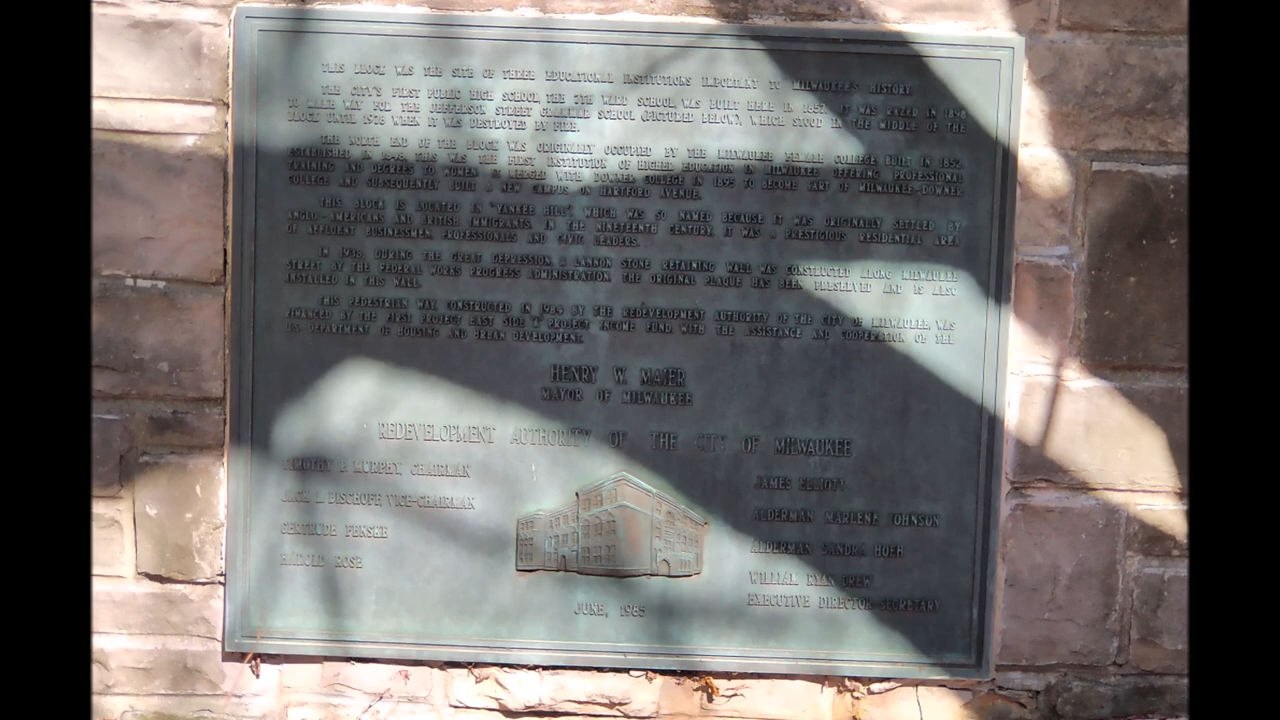 THIS BLOCK WAS THE SITE OF THREE EDUCATIONAL INSTITUTIONS IMPORTANT TO MILWAUKEE'S HISTORY.
THE CITY'S FIRST PUBLIC HIGH SCHOOL, THE 7TH WARD SCHOOL, WAS BUILT HERE IN 1857. IT WAS RAZED IN 1898
TO MAKE WAY FOR THE JEFFERSON STREET GRAMMAR SCHOOL (PICTURED BELOW), WHICH STOOD IN THE MIDDLE OF THE
BLOCK UNTIL 1978 WHEN IT WAS DESTROYED BY FIRE.
THE NORTH END OF THE BLOCK WAS ORIGINALLY OCCUPIED BY THE MILWAUKEE FEMALE COLLEGE BUILT IN 1852.
ESTABLISHED IN 1848, THIS WAS THE FIRST INSTITUTION OF HIGHER EDUCATION IN MILWAUKEE OFFERING PROFESSIONAL
TRAINING AND DEGREES TO WOMEN. IT MERGED WITH DOWNER COLLEGE IN 1895 TO BECOME PART OF MILWAUKEE-DOWNER
COLLEGE AND SUBSEQUENTLY BUILT A NEW CAMPUS ON HARTFORD AVENUE.
THIS BLOCK IS LOCATED IN "YANKEE HILL", WHICH WAS SO NAMED BECAUSE IT WAS ORIGINALLY SETTLED BY
ANGLO-AMERICANS AND BRITISH IMMIGRANTS. IN THE NINETEENTH CENTURY, IT WAS A PRESTIGIOUS RESIDENTIAL AREA
OF AFFLUENT BUSINESSMEN, PROFESSIONALS AND CIVIC LEADERS.
IN 1938, DURING THE GREAT DEPRESSION, A LANNON STONE RETAINING WALL WAS CONSTRUCTED ALONG MILWAUKEE
STREET BY THE FEDERAL WORKS PROGRESS ADMINISTRATION. THE ORIGINAL PLAQUE HAS BEEN PRESERVED AND IS ALSO
INSTALLED IN THIS WALL.
THIS PEDESTRIAN WAY, CONSTRUCTED IN 1984 BY THE REDEVELOPMENT AUTHORITY OF THE CITY OF MILWAUKEE, WAS
FINANCED BY THE FIRST PROJECT EAST SIDE "A" PROJECT INCOME FUND WITH THE ASSISTANCE AND COOPERATION OF THE
U.S. DEPARTMENT OF HOUSING AND URBAN DEVELOPMENT.
HENRY W. MAIER
MAYOR OF MILWAUKEE
REDEVELOPMENT AUTHORITY OF THE CITY OF MILWAUKEE
TIMOTHY P. MURPHY, CHAIRMAN
JACK L. BISCHOFF, VICE-CHAIRMAN
GERTRUDE PENSKE
HAROLD ROSE
JAMES ELLIOTT
ALDERMAN MARLENE JOHNSON
ALDERMAN SANDRA HOEH
WILLIAM RYAN DREW
EXECUTIVE DIRECTOR-SECRETARY
JUNE, 1985